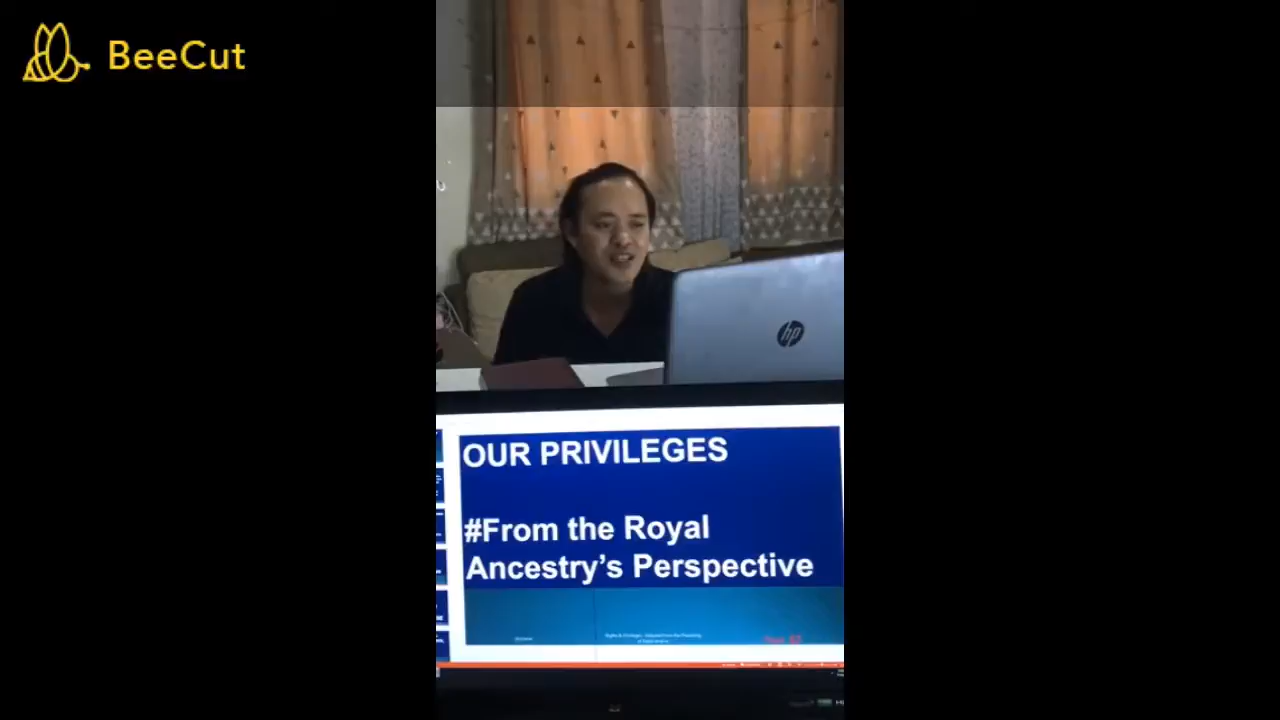 BeeCut
hp
OUR PRIVILEGES
#From the Royal
Ancestry's Perspective